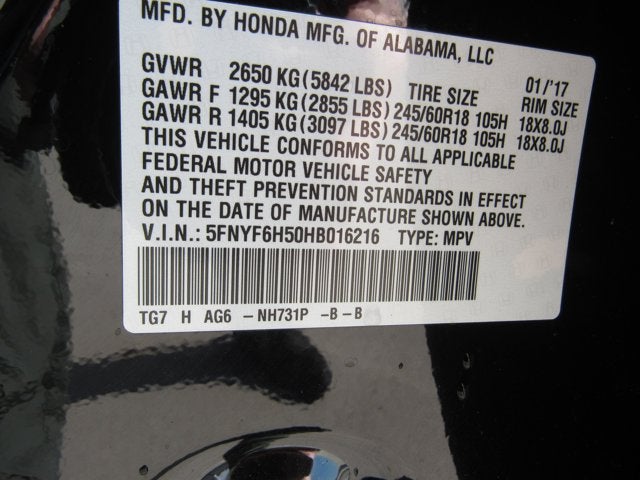 MFD. BY HONDA MFG. OF ALABAMA, LLC
01/'17
GVWR 2650 KG (5842 LBS) TIRE SIZE RIM SIZE
GAWR F 1295 KG (2855 LBS) 245/60R18 105H 18X8.0J
GAWR R 1405 KG (3097 LBS) 245/60R18 105H 18X8.0J
THIS VEHICLE CONFORMS TO ALL APPLICABLE
FEDERAL MOTOR VEHICLE SAFETY
AND THEFT PREVENTION STANDARDS IN EFFECT
ON THE DATE OF MANUFACTURE SHOWN ABOVE.
V.I.N.: 5FNYF6H50HB016216 TYPE: MPV
TG7 H AG6 -NH731P -B-B